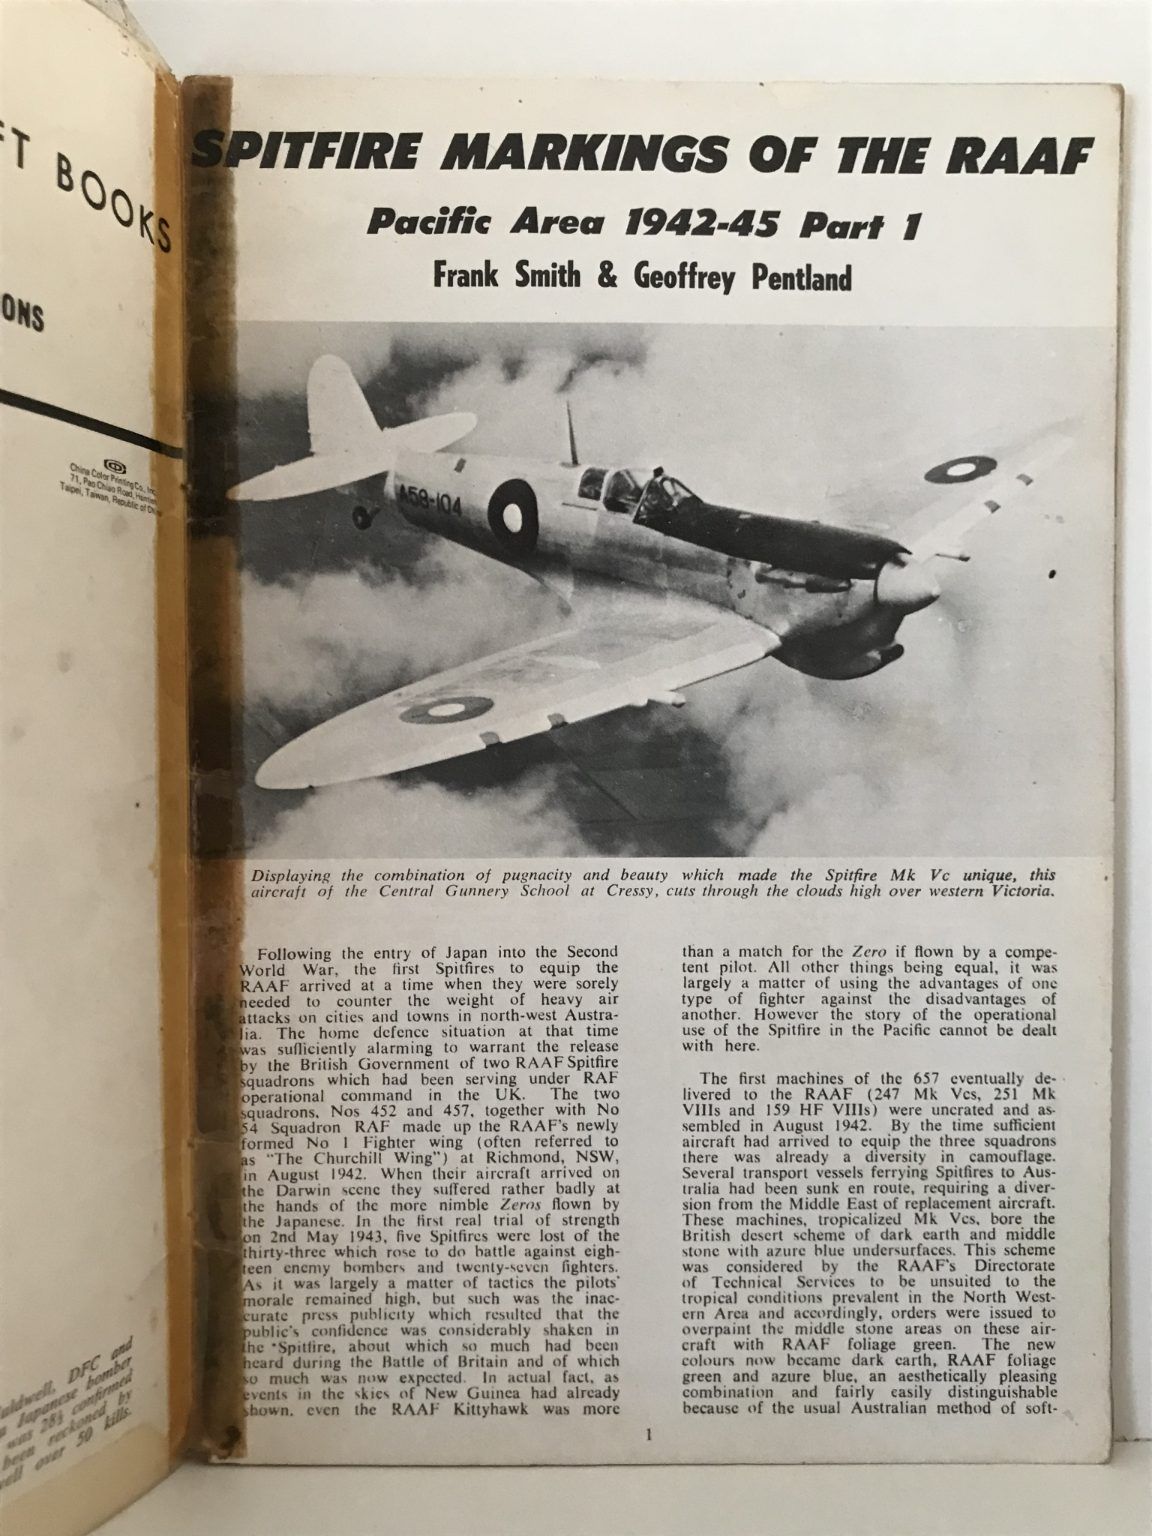 FT BOOKS
ONS
China Color Printing Co., Inc.
71, Pao Chiao Road,
Taipei, Taiwan, Republic of
DFC and
Japanese bomber
was 28½ confirmed
been reckoned by
well over 50 kills.
SPITFIRE MARKINGS OF THE RAAF
Pacific Area 1942-45 Part 1
Frank Smith & Geoffrey Pentland
A58-104
Displaying the combination of pugnacity and beauty which made the Spitfire Mk Vc unique, this
aircraft of the Central Gunnery School at Cressy, cuts through the clouds high over western Victoria.
Following the entry of Japan into the Second
World War, the first Spitfires to equip the
RAAF arrived at a time when they were sorely
needed to counter the weight of heavy air
attacks on cities and towns in north-west Austra-
lia. The home defence situation at that time
was sufficiently alarming to warrant the release
by the British Government of two RAAF Spitfire
squadrons which had been serving under RAF
operational command in the UK. The two
squadrons, Nos 452 and 457, together with No
54 Squadron RAF made up the RAAF's newly
formed No 1 Fighter wing (often referred to
as "The Churchill Wing") at Richmond, NSW,
in August 1942. When their aircraft arrived on
the Darwin scene they suffered rather badly at
the hands of the more nimble Zeros flown by
the Japanese. In the first real trial of strength
on 2nd May 1943, five Spitfires were lost of the
thirty-three which rose to do battle against eigh-
teen enemy bombers and twenty-seven fighters.
As it was largely a matter of tactics the pilots'
morale remained high, but such was the inac-
curate press publicity which resulted that the
public's confidence was considerably shaken in
the Spitfire, about which so much had been
heard during the Battle of Britain and of which
so much was now expected. In actual fact, as
events in the skies of New Guinea had already
shown, even the RAAF Kittyhawk was more
than a match for the Zero if flown by a compe-
tent pilot. All other things being equal, it was
largely a matter of using the advantages of one
type of fighter against the disadvantages of
another. However the story of the operational
use of the Spitfire in the Pacific cannot be dealt
with here.
The first machines of the 657 eventually de-
livered to the RAAF (247 Mk Vcs, 251 Mk
VIIIs and 159 HF VIIIs) were uncrated and as-
sembled in August 1942. By the time sufficient
aircraft had arrived to equip the three squadrons
there was already a diversity in camouflage.
Several transport vessels ferrying Spitfires to Aus-
tralia had been sunk en route, requiring a diver-
sion from the Middle East of replacement aircraft.
These machines, tropicalized Mk Vcs, bore the
British desert scheme of dark earth and middle
stone with azure blue undersurfaces. This scheme
was considered by the RAAF's Directorate
of Technical Services to be unsuited to the
tropical conditions prevalent in the North West-
ern Area and accordingly, orders were issued to
overpaint the middle stone areas on these air-
craft with RAAF foliage green. The new
colours now became dark earth, RAAF foliage
green and azure blue, an aesthetically pleasing
combination and fairly easily distinguishable
because of the usual Australian method of soft-
1